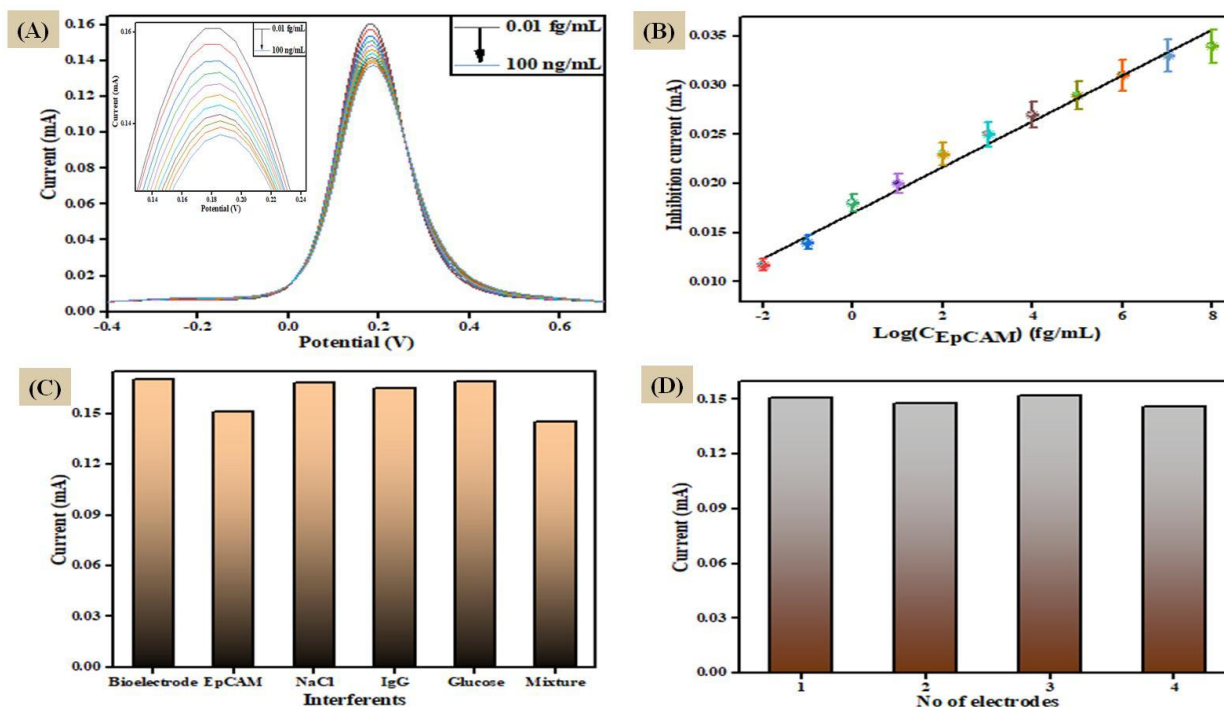 (A)
0.16
0.14
0.12
0.10
0.08
0.06
0.04
0.02
0.00
Current (mA)
-0.4
-0.2
0.0
0.2
0.4
0.6
Potential (V)
0.01 fg/mL
100 ng/mL
0.16
0.14
Current (mA)
0.14
0.16
0.18
0.20
0.22
0.24
Potential (V)
0.01 fg/mL
100 ng/mL
(B)
0.035
0.030
0.025
0.020
0.015
0.010
Inhibition current (mA)
-2
0
2
4
6
8
Log(CEpCAM) (fg/mL)
(C)
0.15
0.12
0.09
0.06
0.03
0.00
Current (mA)
Bioelectrode
EpCAM
NaCl
IgG
Glucose
Mixture
Interferents
(D)
0.15
0.12
0.09
0.06
0.03
0.00
Current (mA)
1
2
3
4
No of electrodes